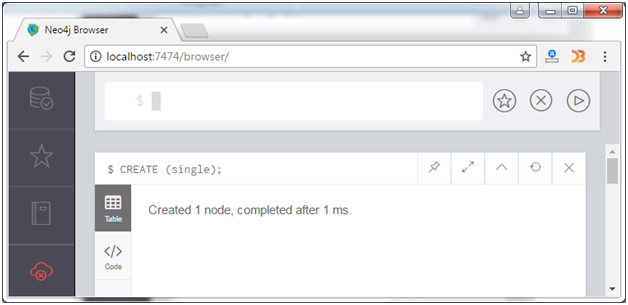 Neo4j Browser
localhost:7474/browser/
$
$ CREATE (single);
Table
Created 1 node, completed after 1 ms.
</> 
Code